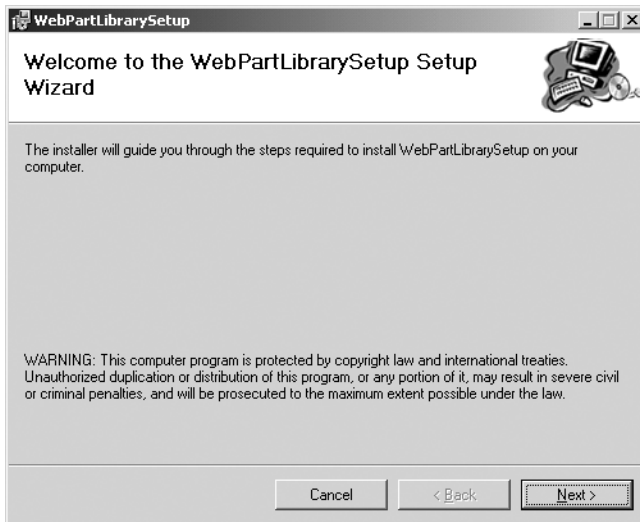 WebPartLibrarySetup
Welcome to the WebPartLibrarySetup Setup
Wizard
The installer will guide you through the steps required to install WebPartLibrarySetup on your
computer.
WARNING: This computer program is protected by copyright law and international treaties.
Unauthorized duplication or distribution of this program, or any portion of it, may result in severe civil
or criminal penalties, and will be prosecuted to the maximum extent possible under the law.
Cancel < Back Next >